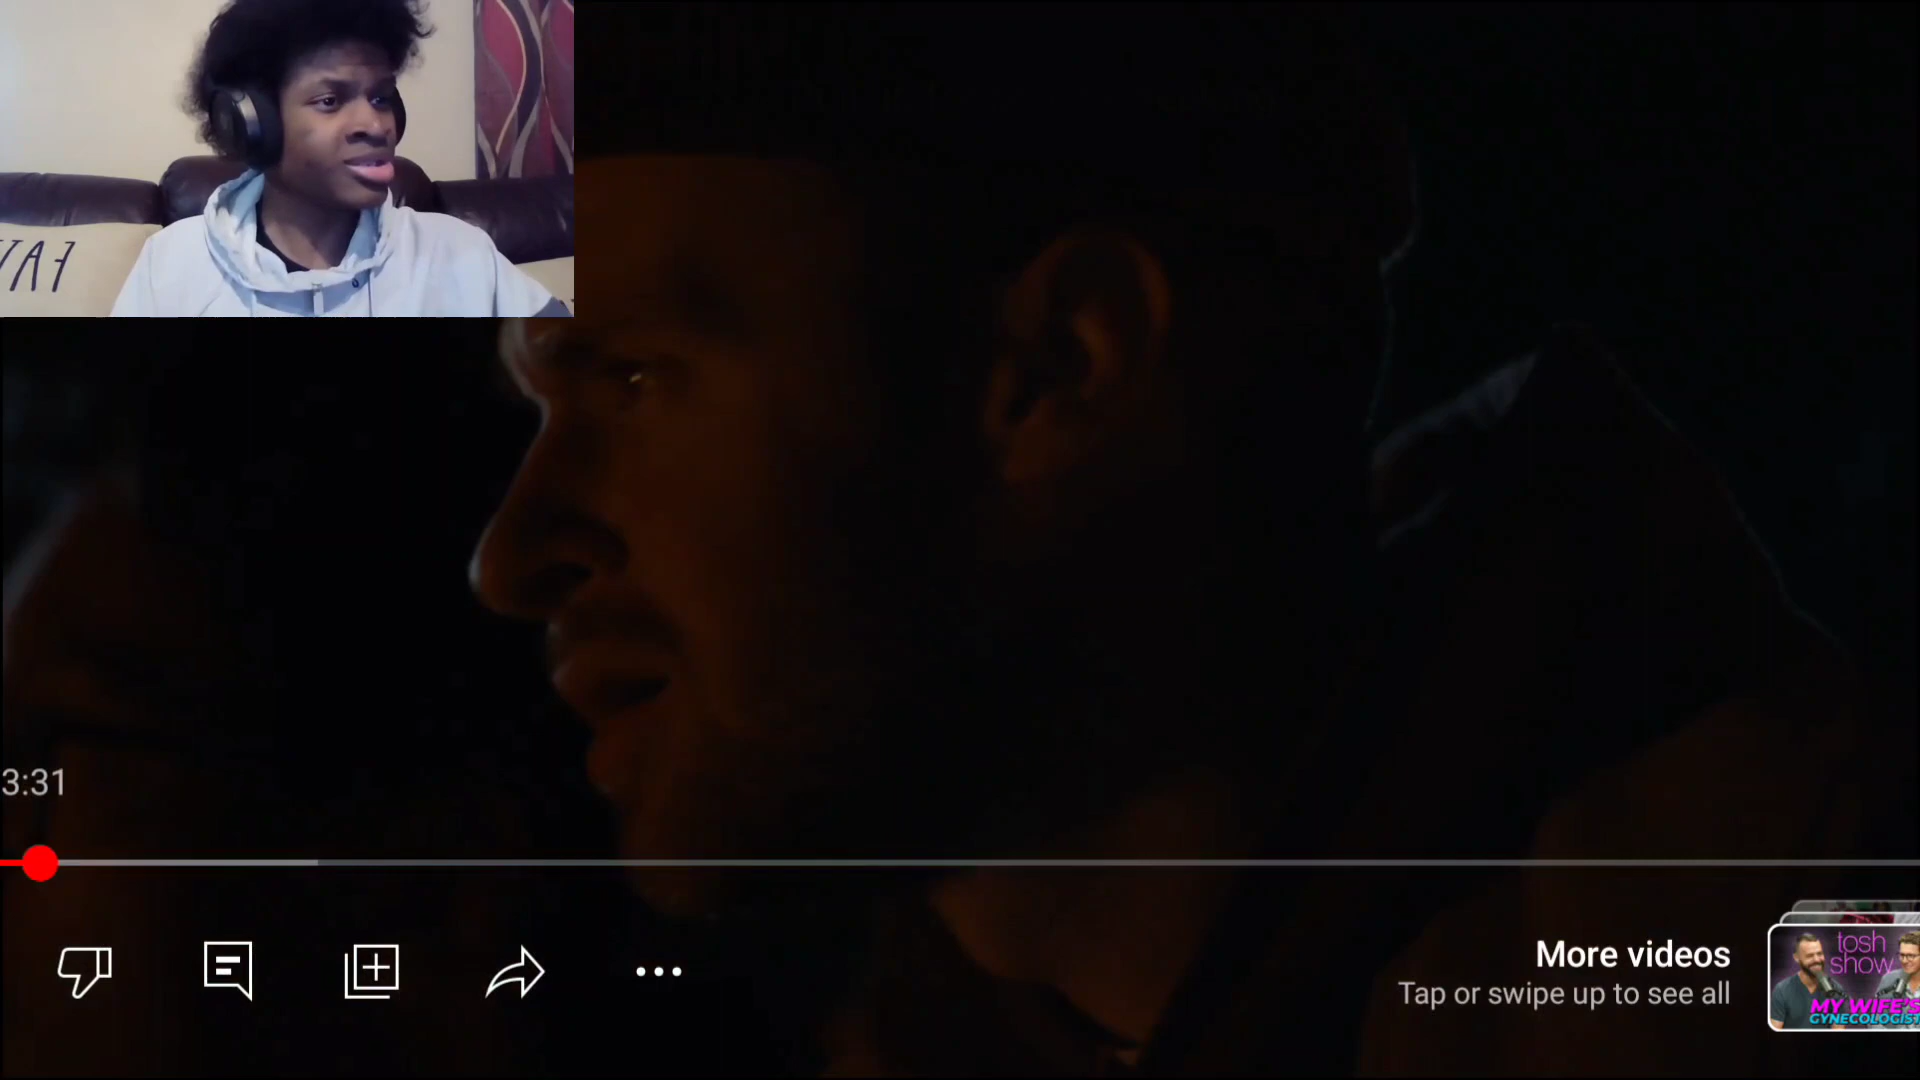 3:31
More videos
Tap or swipe up to see all
tosh
show
MY WIFE'S
GYNECOLOGIST